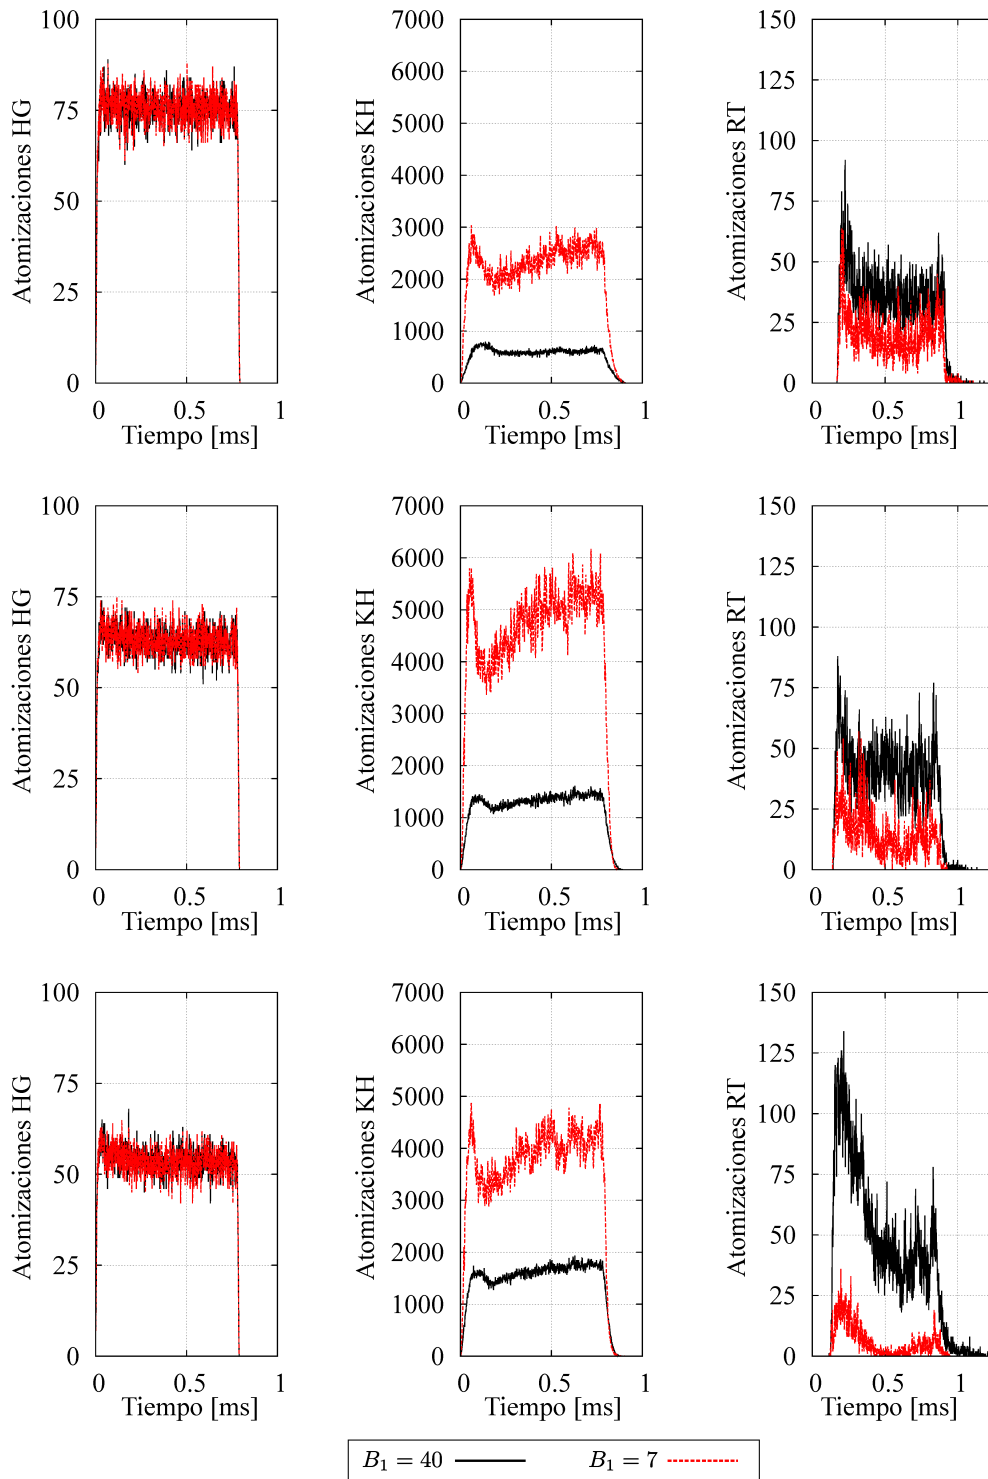 100
75
50
25
0
Atomizaciones HG
0 0.5 1
Tiempo [ms]
7000
6000
5000
4000
3000
2000
1000
0
Atomizaciones KH
0 0.5 1
Tiempo [ms]
150
125
100
75
50
25
0
Atomizaciones RT
0 0.5 1
Tiempo [ms]
100
75
50
25
0
Atomizaciones HG
0 0.5 1
Tiempo [ms]
7000
6000
5000
4000
3000
2000
1000
0
Atomizaciones KH
0 0.5 1
Tiempo [ms]
150
125
100
75
50
25
0
Atomizaciones RT
0 0.5 1
Tiempo [ms]
100
75
50
25
0
Atomizaciones HG
0 0.5 1
Tiempo [ms]
7000
6000
5000
4000
3000
2000
1000
0
Atomizaciones KH
0 0.5 1
Tiempo [ms]
150
125
100
75
50
25
0
Atomizaciones RT
0 0.5 1
Tiempo [ms]
B₁ = 40 B₁ = 7